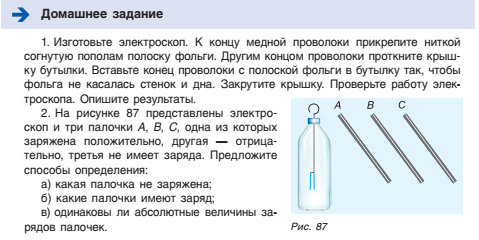 Домашнее задание
1. Изготовьте электроскоп. К концу медной проволоки прикрепите ниткой
согнутую пополам полоску фольги. Другим концом проволоки проткните крыш-
ку бутылки. Вставьте конец проволоки с полоской фольги в бутылку так, чтобы
фольга не касалась стенок и дна. Закрутите крышку. Проверьте работу элек-
троскопа. Опишите результаты.
2. На рисунке 87 представлены электро-
скоп и три палочки A, B, C, одна из которых
заряжена положительно, другая — отрица-
тельно, третья не имеет заряда. Предложите
способы определения:
а) какая палочка не заряжена;
б) какие палочки имеют заряд;
в) одинаковы ли абсолютные величины за-
рядов палочек.
A B C
Рис. 87